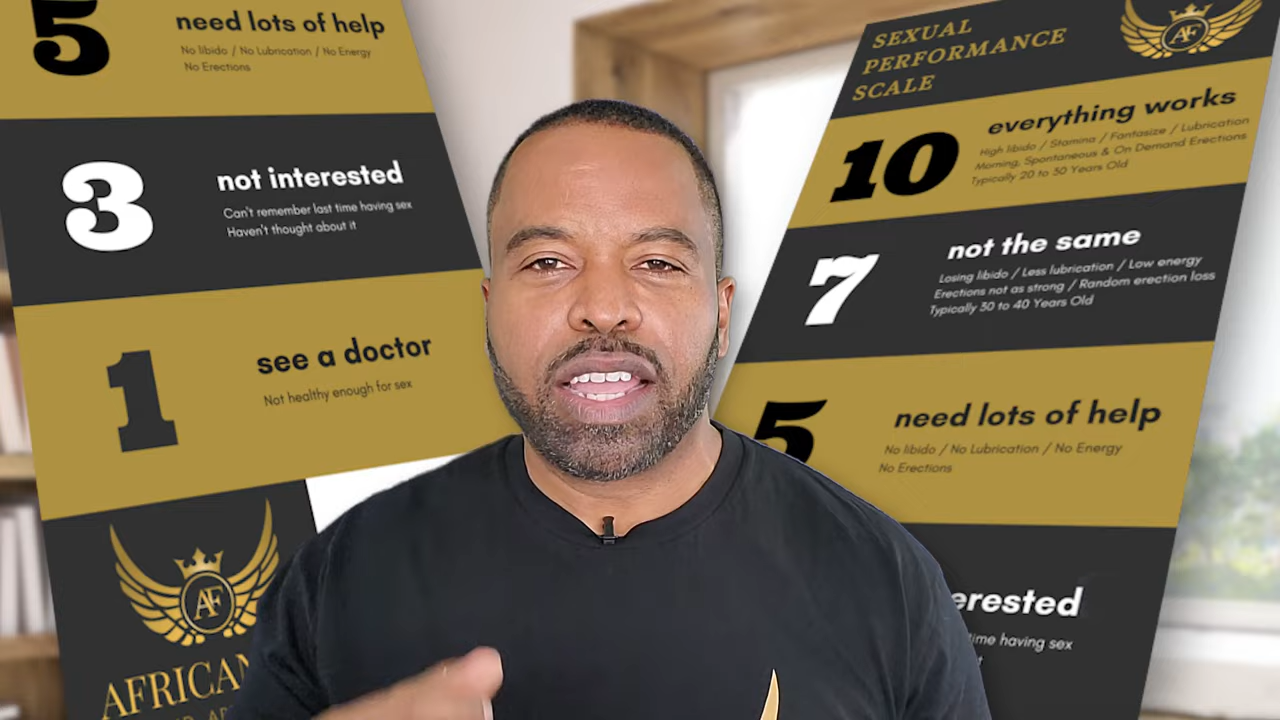 5
need lots of help
No libido / No Lubrication / No Energy
No Erections
3
not interested
Can't remember last time having sex
Haven't thought about it
1
see a doctor
Not healthy enough for sex
AF
AFRICAN
SEXUAL
PERFORMANCE
SCALE
AF
10
everything works
High libido / Stamina / Fantasize / Lubrication
Morning, Spontaneous & On Demand Erections
Typically 20 to 30 Years Old
7
not the same
Losing libido / Less lubrication / Low energy
Erections not as strong / Random erection loss
Typically 30 to 40 Years Old
5
need lots of help
No libido / No Lubrication / No Energy
No Erections
erested
time having sex